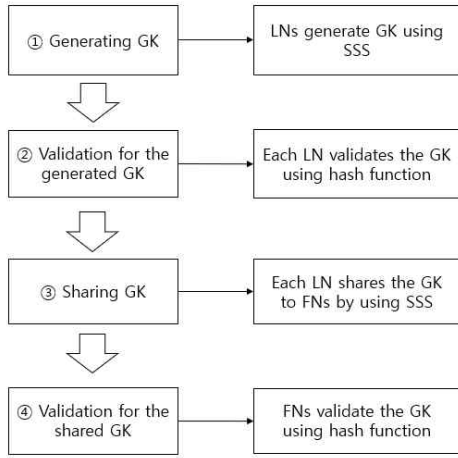 ① Generating GK
LNs generate GK using
SSS
② Validation for the
generated GK
Each LN validates the GK
using hash function
③ Sharing GK
Each LN shares the GK
to FNs by using SSS
④ Validation for the
shared GK
FNs validate the GK
using hash function